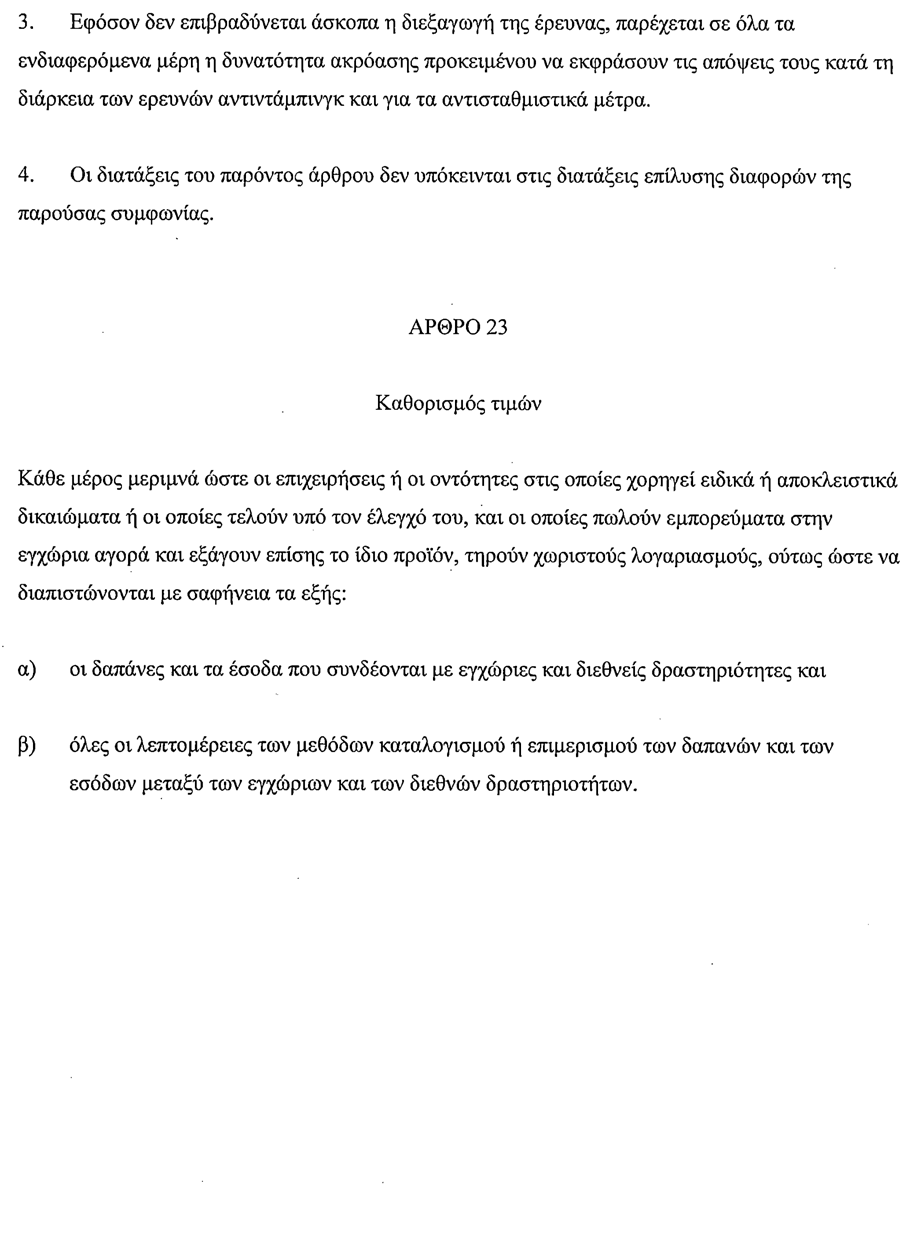 3. Εφόσον δεν επιβραδύνεται άσκοπα η διεξαγωγή της έρευνας, παρέχεται σε όλα τα
ενδιαφερόμενα μέρη η δυνατότητα ακρόασης προκειμένου να εκφράσουν τις απόψεις τους κατά τη
διάρκεια των ερευνών αντιντάμπινγκ και για τα αντισταθμιστικά μέτρα.
4. Οι διατάξεις του παρόντος άρθρου δεν υπόκεινται στις διατάξεις επίλυσης διαφορών της
παρούσας συμφωνίας.
ΑΡΘΡΟ 23
Καθορισμός τιμών
Κάθε μέρος μεριμνά ώστε οι επιχειρήσεις ή οι οντότητες στις οποίες χορηγεί ειδικά ή αποκλειστικά
δικαιώματα ή οι οποίες τελούν υπό τον έλεγχό του, και οι οποίες πωλούν εμπορεύματα στην
εγχώρια αγορά και εξάγουν επίσης το ίδιο προϊόν, τηρούν χωριστούς λογαριασμούς, ούτως ώστε να
διαπιστώνονται με σαφήνεια τα εξής:
α) οι δαπάνες και τα έσοδα που συνδέονται με εγχώριες και διεθνείς δραστηριότητες και
β) όλες οι λεπτομέρειες των μεθόδων καταλογισμού ή επιμερισμού των δαπανών και των
εσόδων μεταξύ των εγχώριων και των διεθνών δραστηριοτήτων.